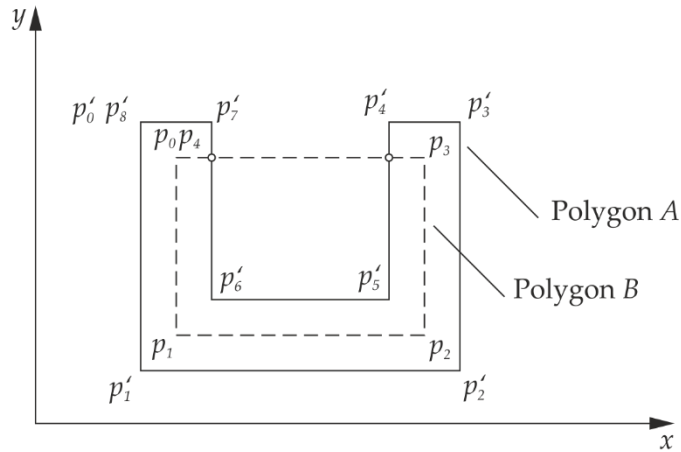 y
p′₀ p′₈ p′₇ p′₄ p′₃
p₀p₄ p₃
Polygon A
p′₆ p′₅ Polygon B
p₁ p₂
p′₁ p′₂
x